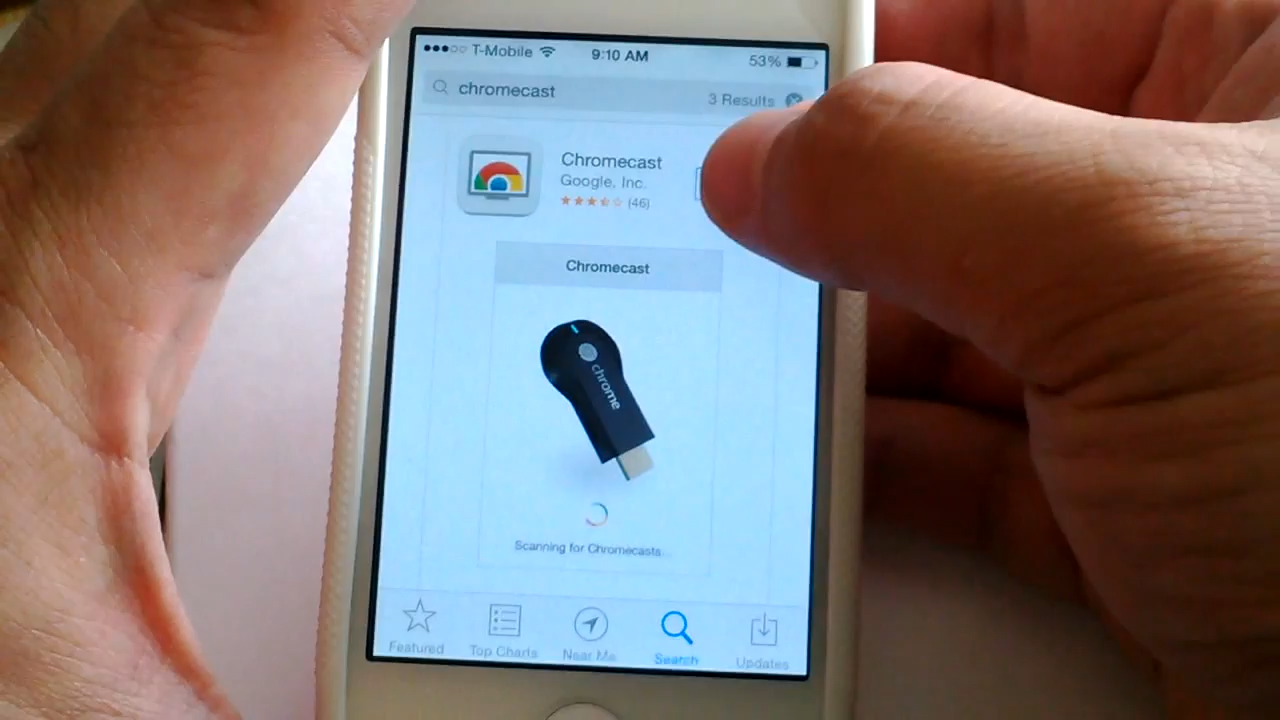 T-Mobile 9:10 AM 53%
chromecast 3 Results
Chromecast
Google, Inc.
(46)
Chromecast
chrome
Scanning for Chromecasts...
Featured Top Charts Near Me Search Updates